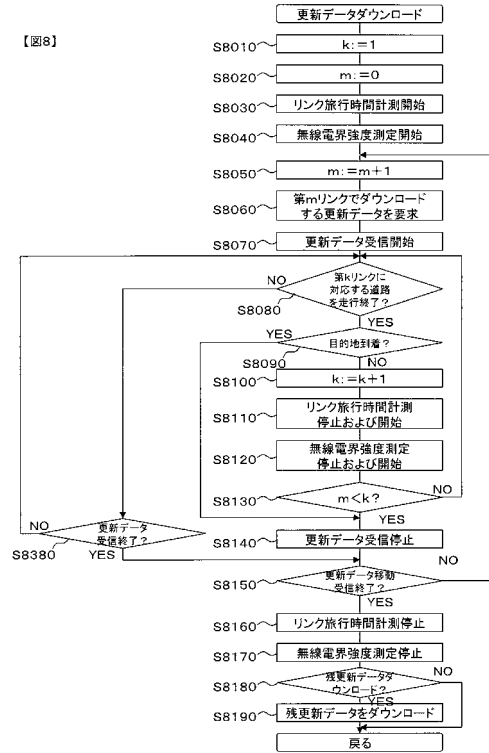 【図8】
更新データダウンロード
S8010
k:=1
S8020
m:=0
S8030
リンク旅行時間計測開始
S8040
無線電界強度測定開始
S8050
m:=m+1
S8060
第mリンクでダウンロード
する更新データを要求
S8070
更新データ受信開始
NO
第kリンクに
対応する道路
を走行終了?
S8080
YES
YES
目的地到着?
S8090
NO
S8100
k:=k+1
S8110
リンク旅行時間計測
停止および開始
S8120
無線電界強度測定
停止および開始
S8130
m<k?
NO
YES
NO
更新データ
受信終了?
S8380
YES
S8140
更新データ受信停止
S8150
更新データ移動
受信終了?
NO
YES
S8160
リンク旅行時間計測停止
S8170
無線電界強度測定停止
S8180
残更新データダ
ウンロード?
NO
YES
S8190
残更新データをダウンロード
戻る